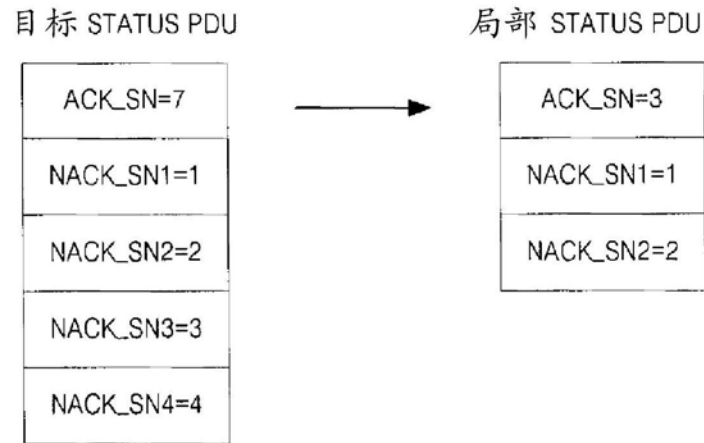 目标 STATUS PDU
ACK_SN=7
NACK_SN1=1
NACK_SN2=2
NACK_SN3=3
NACK_SN4=4
局部 STATUS PDU
ACK_SN=3
NACK_SN1=1
NACK_SN2=2